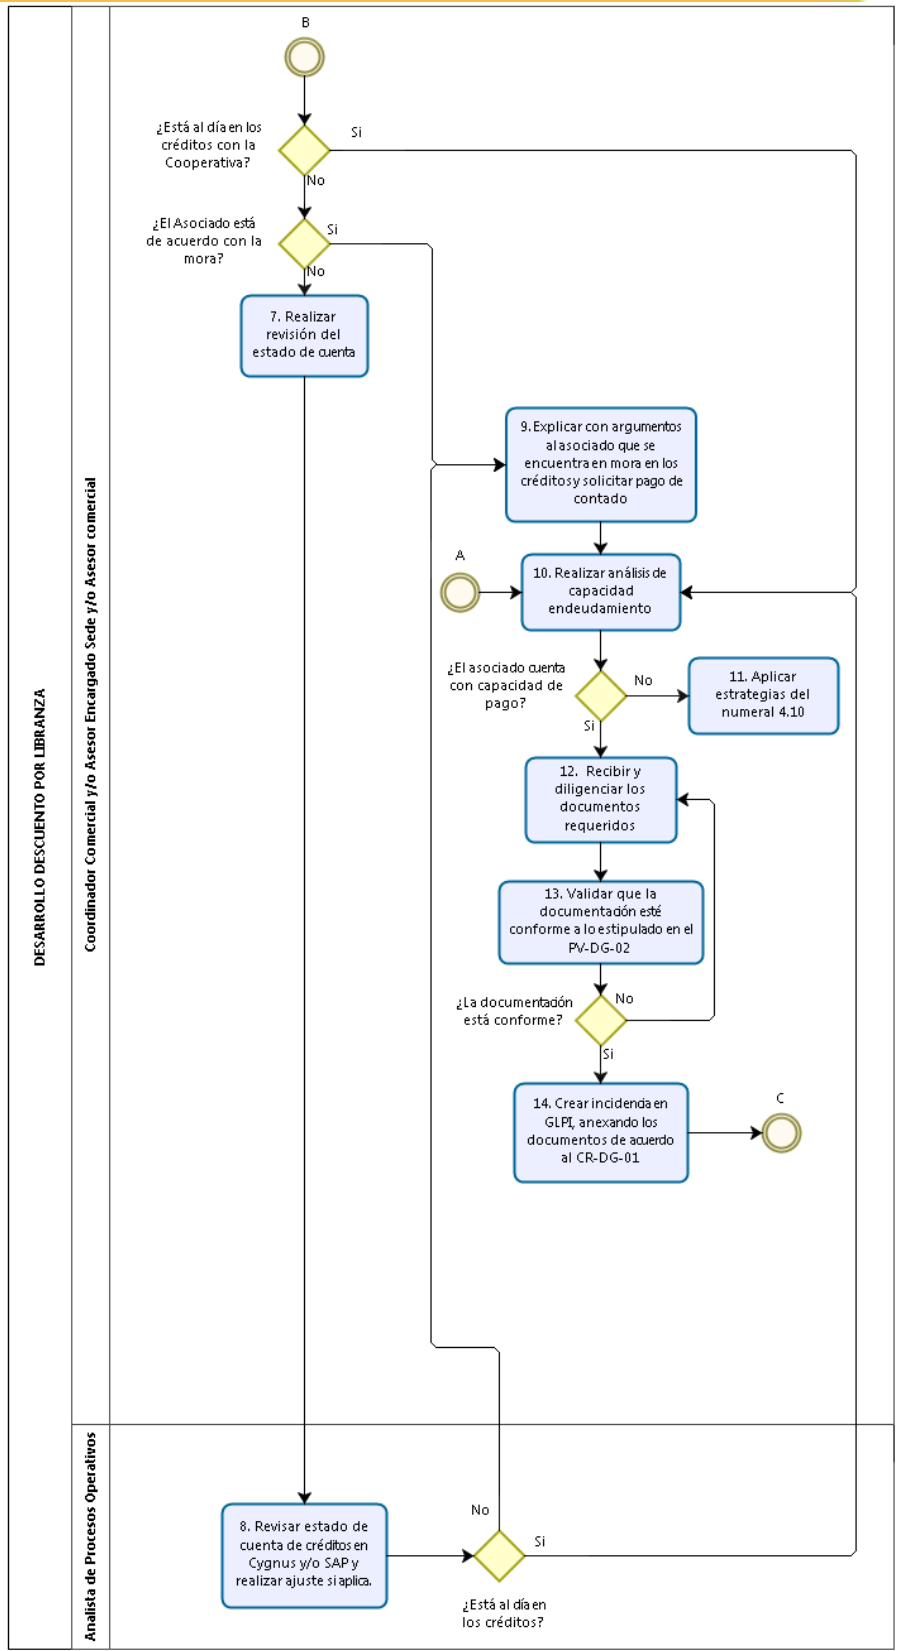 DESARROLLO DESCUENTO POR LIBRANZA
Coordinador Comercial y/o Asesor Encargado Sede y/o Asesor comercial
B
¿Está al día en los
créditos con la
Cooperativa?
Si
No
¿El Asociado está
de acuerdo con la
mora?
Si
No
7. Realizar
revisión del
estado de cuenta
9. Explicar con argumentos
al asociado que se
encuentra en mora en los
créditos y solicitar pago de
contado
A
10. Realizar análisis de
capacidad
endeudamiento
¿El asociado cuenta
con capacidad de
pago?
No
Si
11. Aplicar
estrategias del
numeral 4.10
12. Recibir y
diligenciar los
documentos
requeridos
13. Validar que la
documentación esté
conforme a lo estipulado en el
PV-DG-02
¿La documentación
está conforme?
No
Si
14. Crear incidencia en
GLPI, anexando los
documentos de acuerdo
al CR-DG-01
C
Analista de Procesos Operativos
8. Revisar estado de
cuenta de créditos en
Cygnus y/o SAP y
realizar ajuste si aplica.
No
Si
¿Está al día en
los créditos?